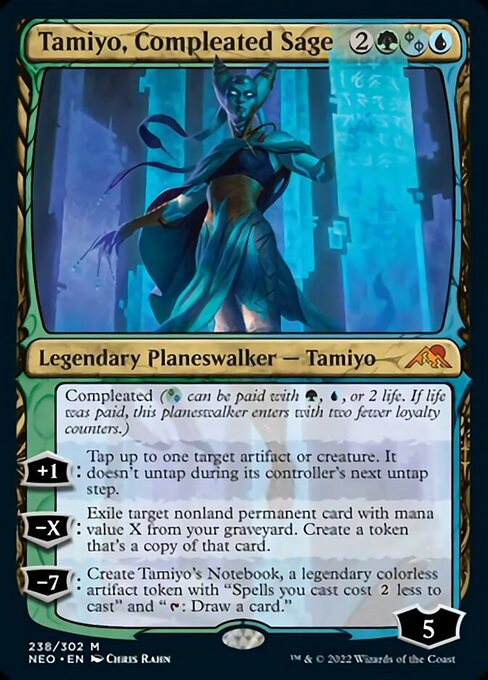 Tamiyo, Compleated Sage 2
Legendary Planeswalker — Tamiyo
Compleated ( can be paid with , , or 2 life. If life
was paid, this planeswalker enters with two fewer loyalty
counters.)
+1 : Tap up to one target artifact or creature. It
doesn't untap during its controller's next untap
step.
−X : Exile target nonland permanent card with mana
value X from your graveyard. Create a token
that's a copy of that card.
−7 : Create Tamiyo's Notebook, a legendary colorless
artifact token with "Spells you cast cost 2 less to
cast" and ": Draw a card."
5
238/302 M
NEO • EN Chris Rahn
™ & © 2022 Wizards of the Coast